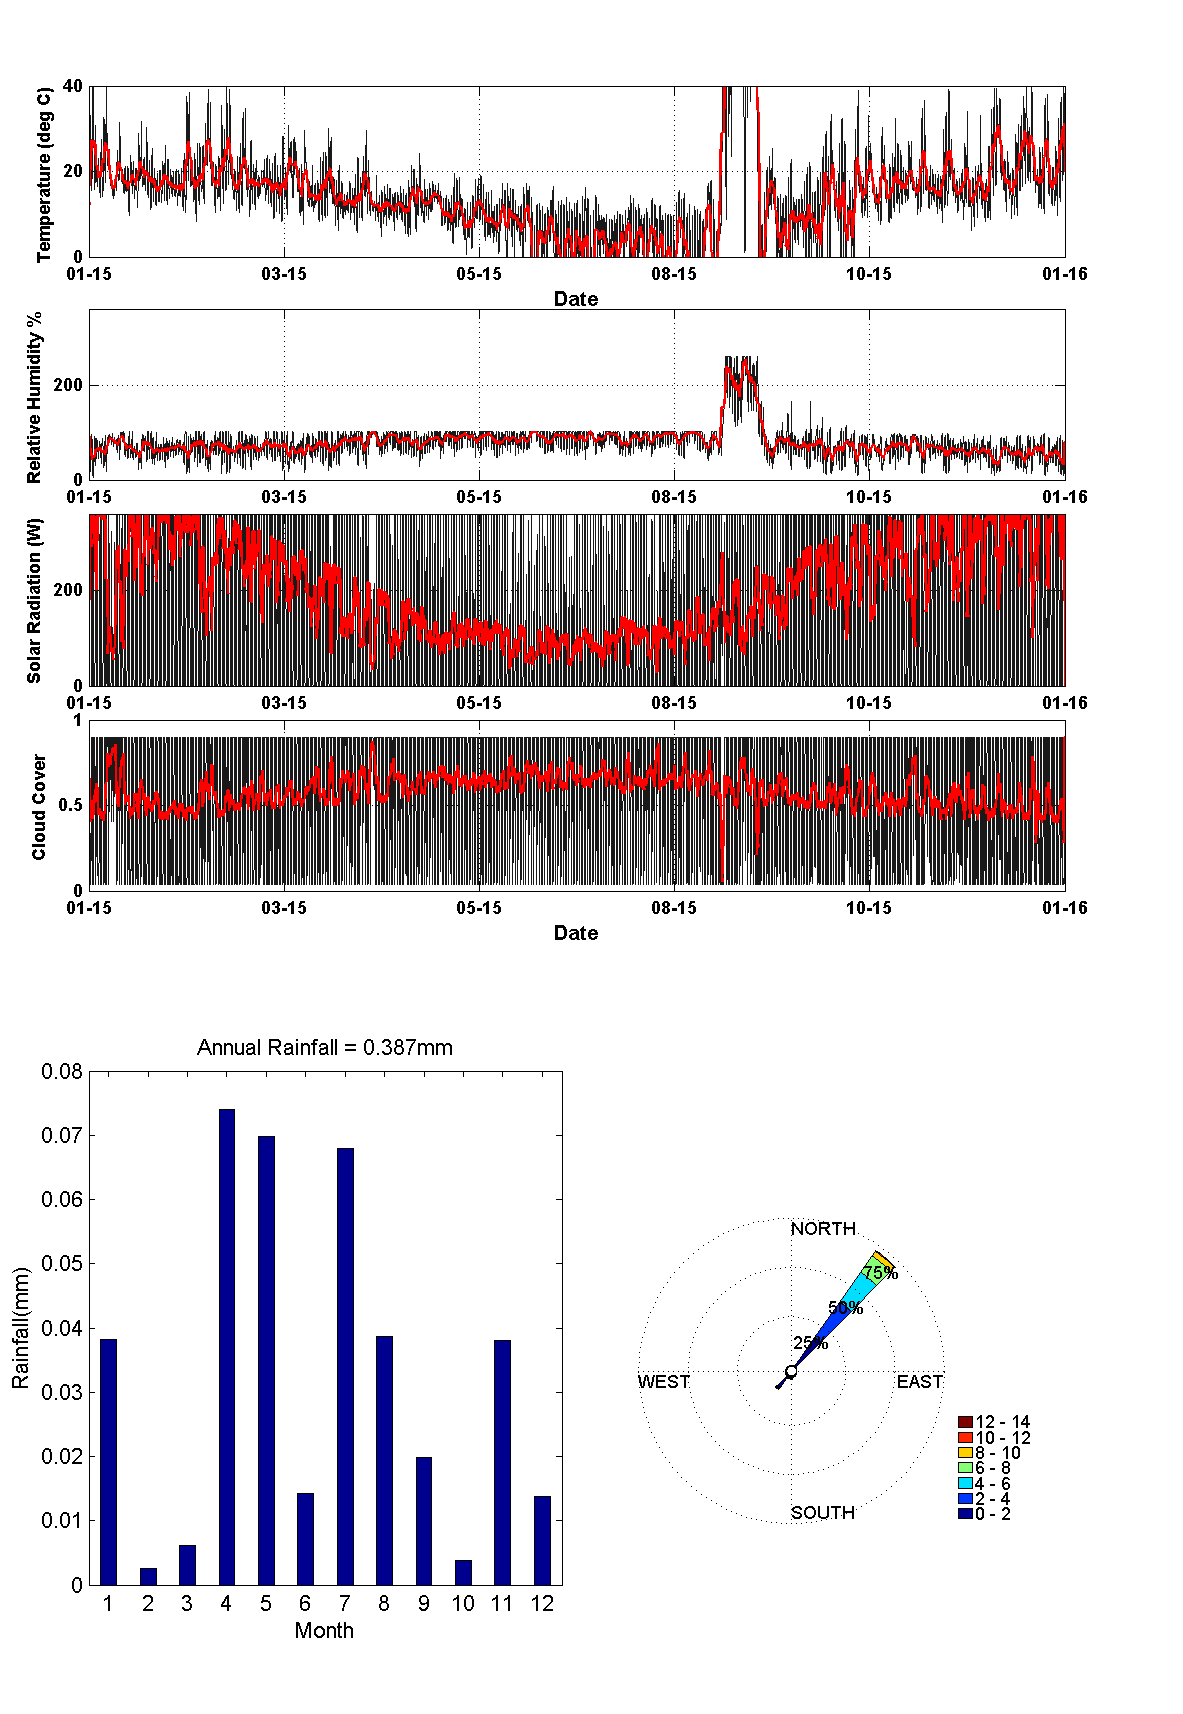 40
20
0
Temperature (deg C)
01-15 03-15 05-15 08-15 10-15 01-16
Date
200
0
Relative Humidity %
01-15 03-15 05-15 08-15 10-15 01-16
200
0
Solar Radiation (W)
01-15 03-15 05-15 08-15 10-15 01-16
1
0.5
0
Cloud Cover
01-15 03-15 05-15 08-15 10-15 01-16
Date
Annual Rainfall = 0.387mm
0.08
0.07
0.06
0.05
0.04
0.03
0.02
0.01
0
Rainfall(mm)
1 2 3 4 5 6 7 8 9 10 11 12
Month
NORTH
75%
50%
25%
WEST
EAST
SOUTH
12 - 14
10 - 12
8 - 10
6 - 8
4 - 6
2 - 4
0 - 2